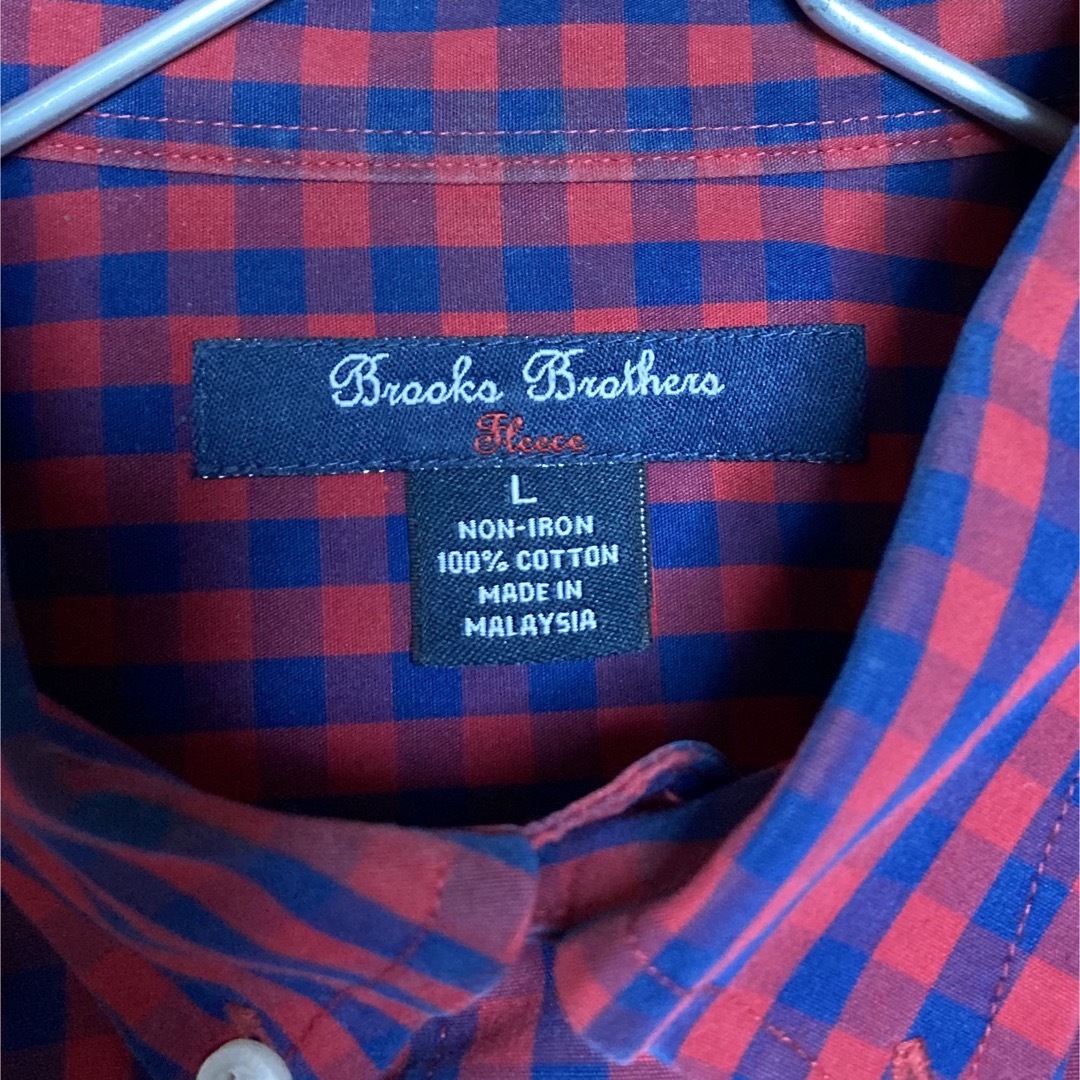 Brooks Brothers
Fleece
L
NON-IRON
100% COTTON
MADE IN
MALAYSIA